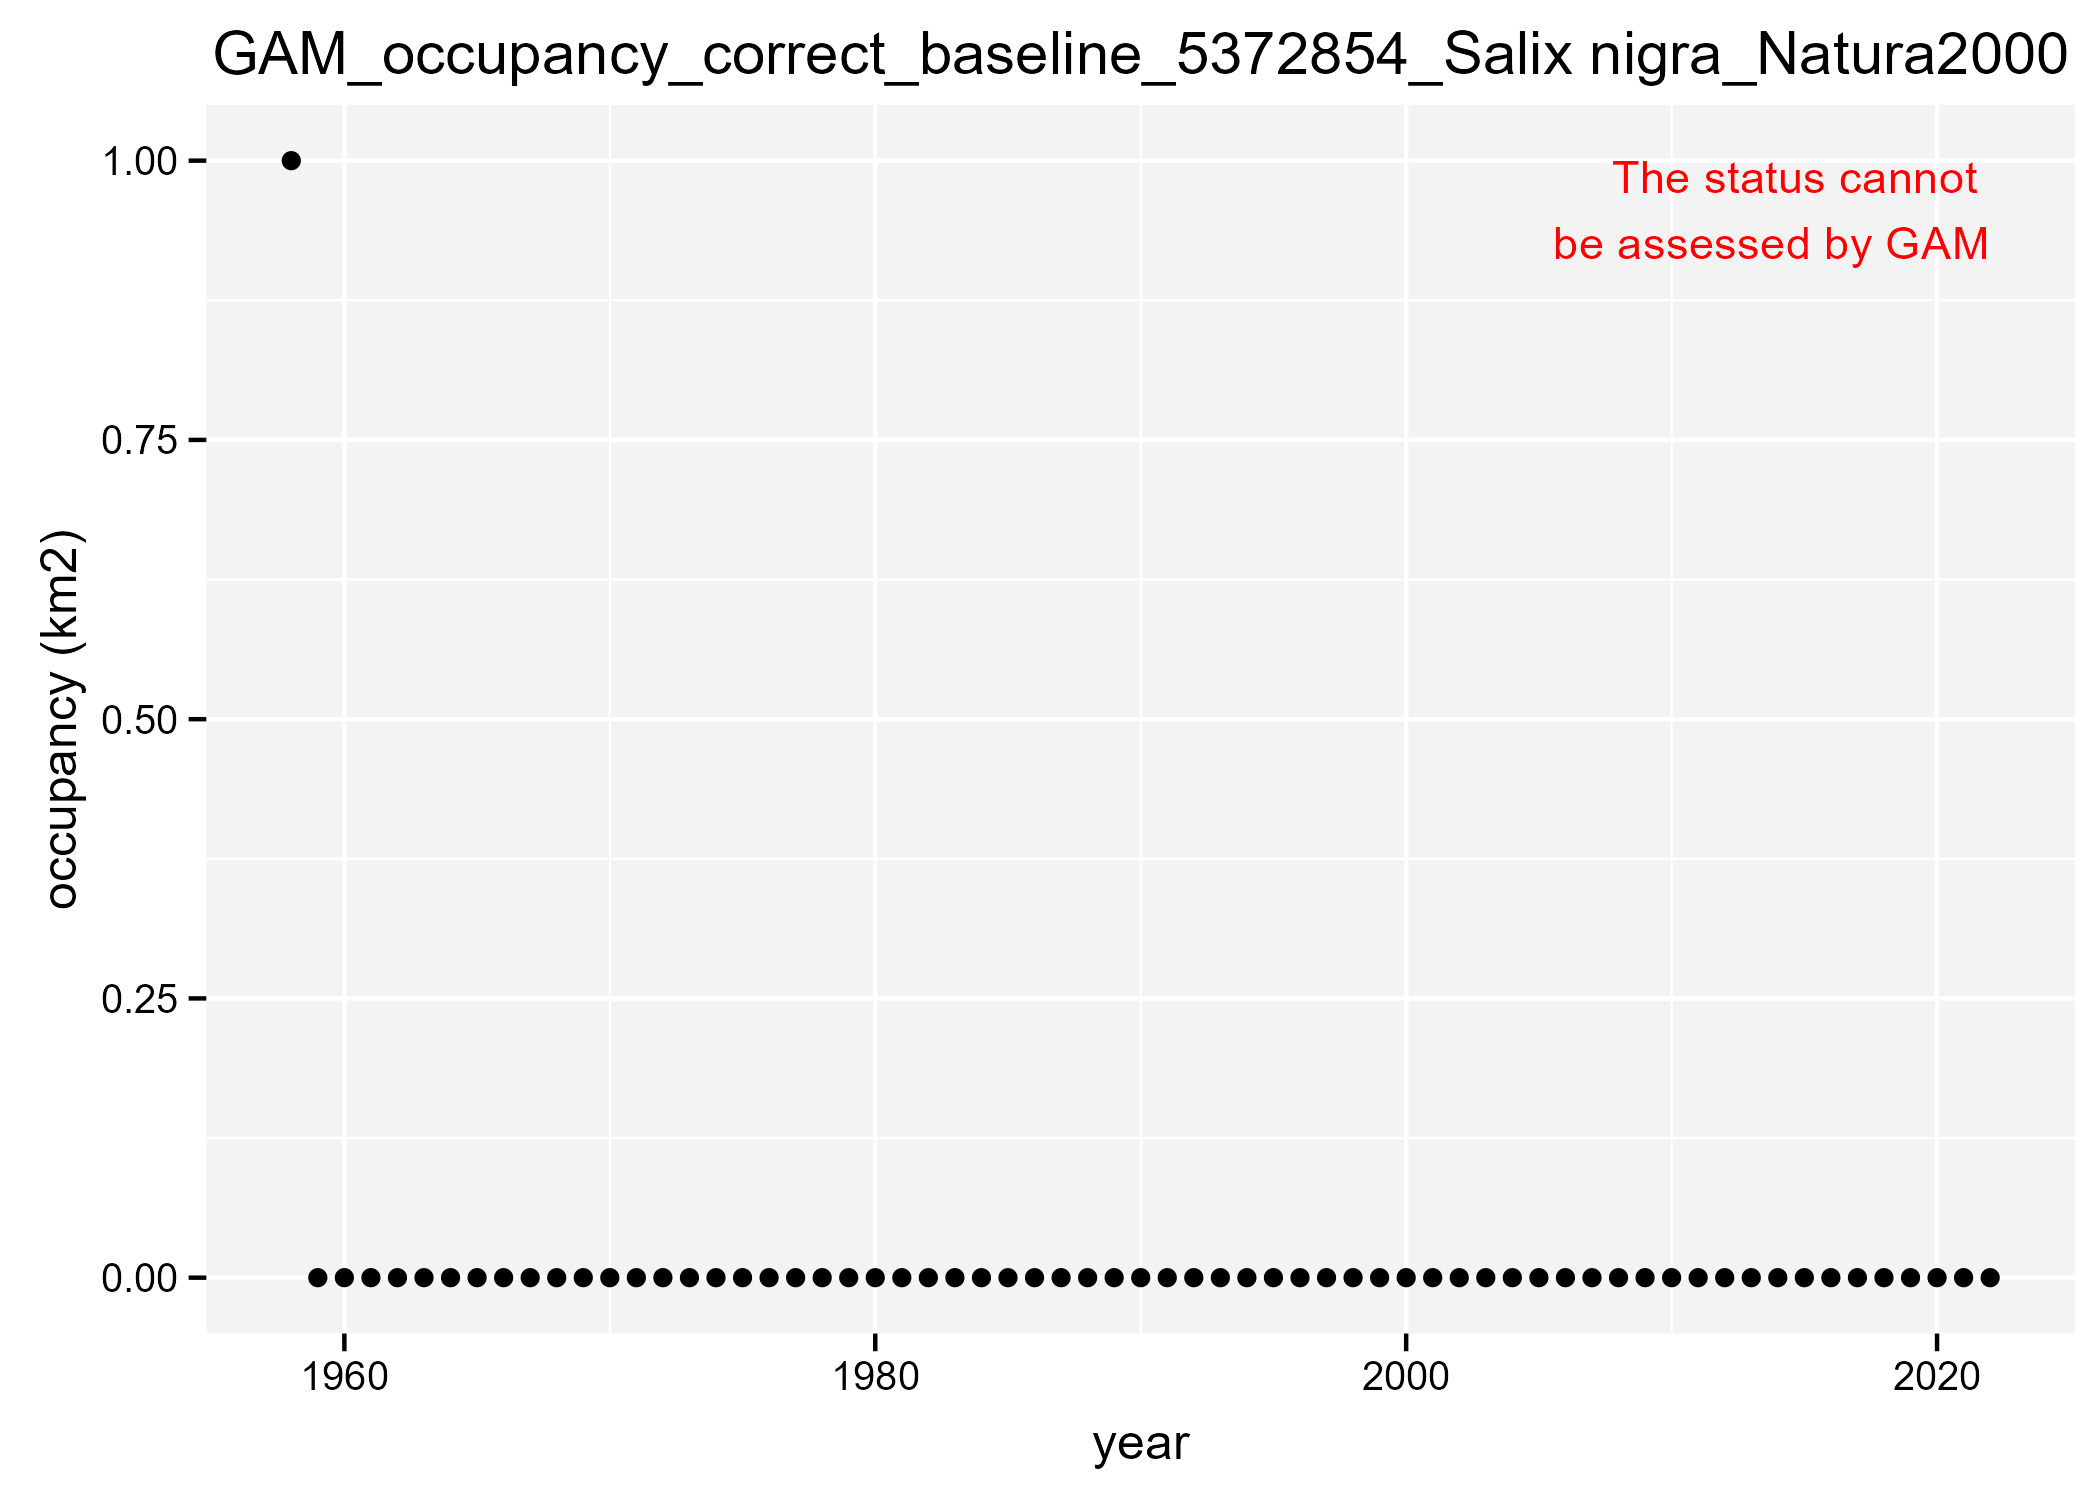 GAM_occupancy_correct_baseline_5372854_Salix nigra_Natura2000
The status cannot
be assessed by GAM
1.00
0.75
0.50
0.25
0.00
occupancy (km2)
1960 1980 2000 2020
year